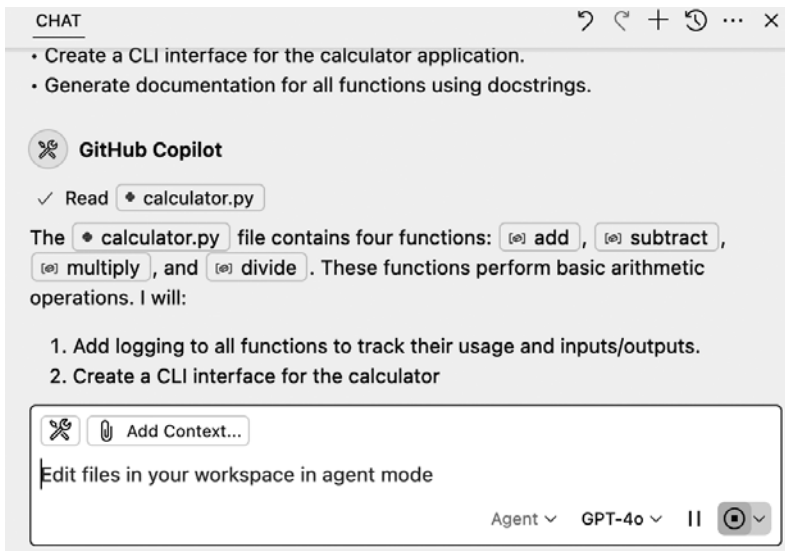 CHAT
• Create a CLI interface for the calculator application.
• Generate documentation for all functions using docstrings.
GitHub Copilot
Read calculator.py
The calculator.py file contains four functions: add , subtract ,
multiply , and divide . These functions perform basic arithmetic
operations. I will:
1. Add logging to all functions to track their usage and inputs/outputs.
2. Create a CLI interface for the calculator
Add Context...
Edit files in your workspace in agent mode
Agent GPT-4o